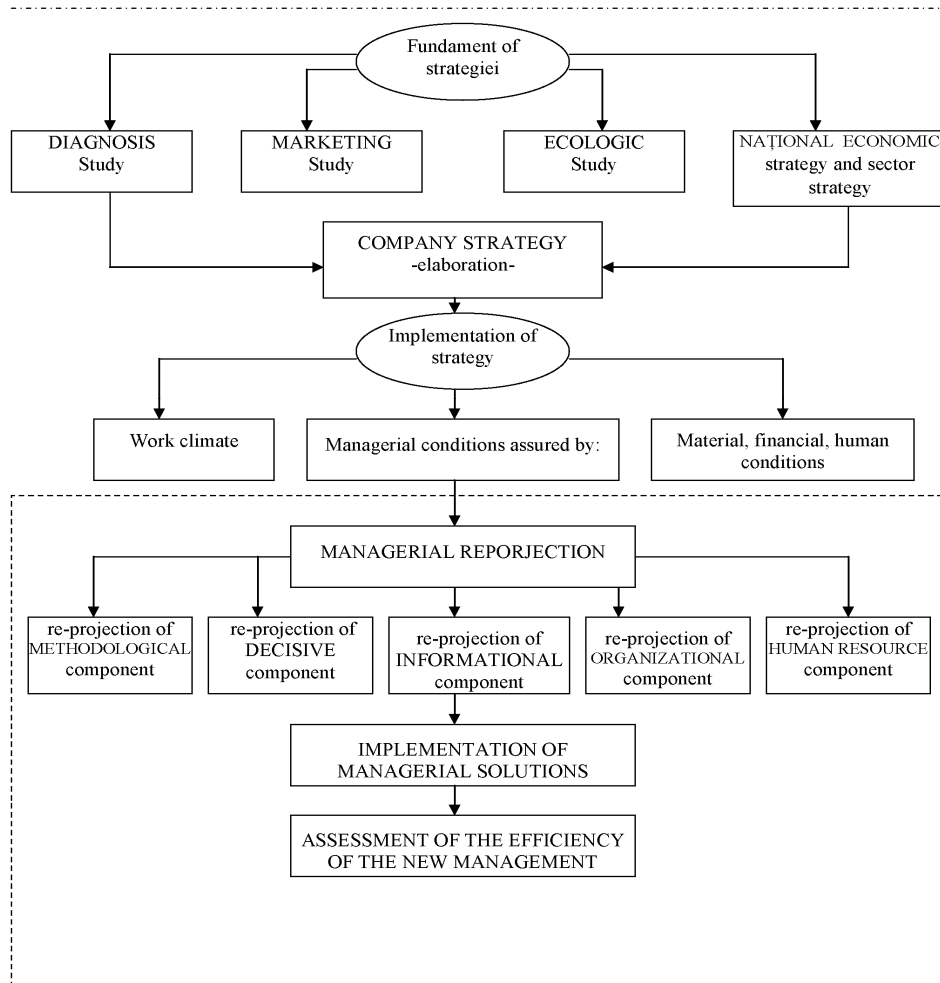 Fundament of
strategiei
DIAGNOSIS
Study
MARKETING
Study
ECOLOGIC
Study
NAŢIONAL ECONOMIC
strategy and sector
strategy
COMPANY STRATEGY
-elaboration-
Implementation of
strategy
Work climate
Managerial conditions assured by:
Material, financial, human
conditions
MANAGERIAL REPORJECTION
re-projection of
METHODOLOGICAL
component
re-projection of
DECISIVE
component
re-projection of
INFORMATIONAL
component
re-projection of
ORGANIZATIONAL
component
re-projection of
HUMAN RESOURCE
component
IMPLEMENTATION OF
MANAGERIAL SOLUTIONS
ASSESSMENT OF THE EFFICIENCY
OF THE NEW MANAGEMENT